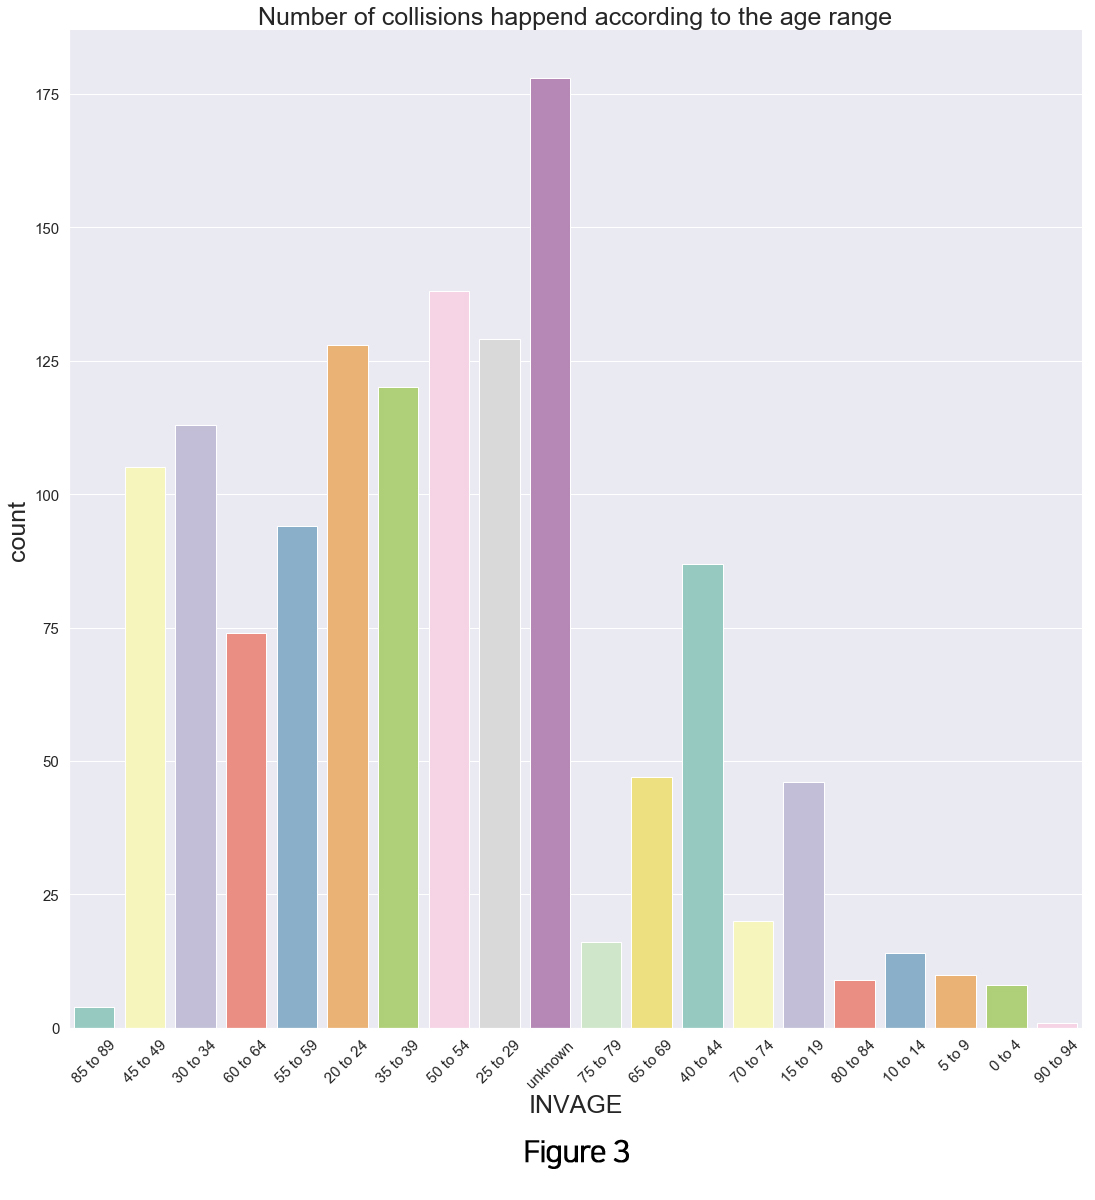 Number of collisions happend according to the age range
175
150
125
100
75
50
25
0
count
85 to 89
45 to 49
30 to 34
60 to 64
55 to 59
20 to 24
35 to 39
50 to 54
25 to 29
unknown
75 to 79
65 to 69
40 to 44
70 to 74
15 to 19
80 to 84
10 to 14
5 to 9
0 to 4
90 to 94
INVAGE
Figure 3